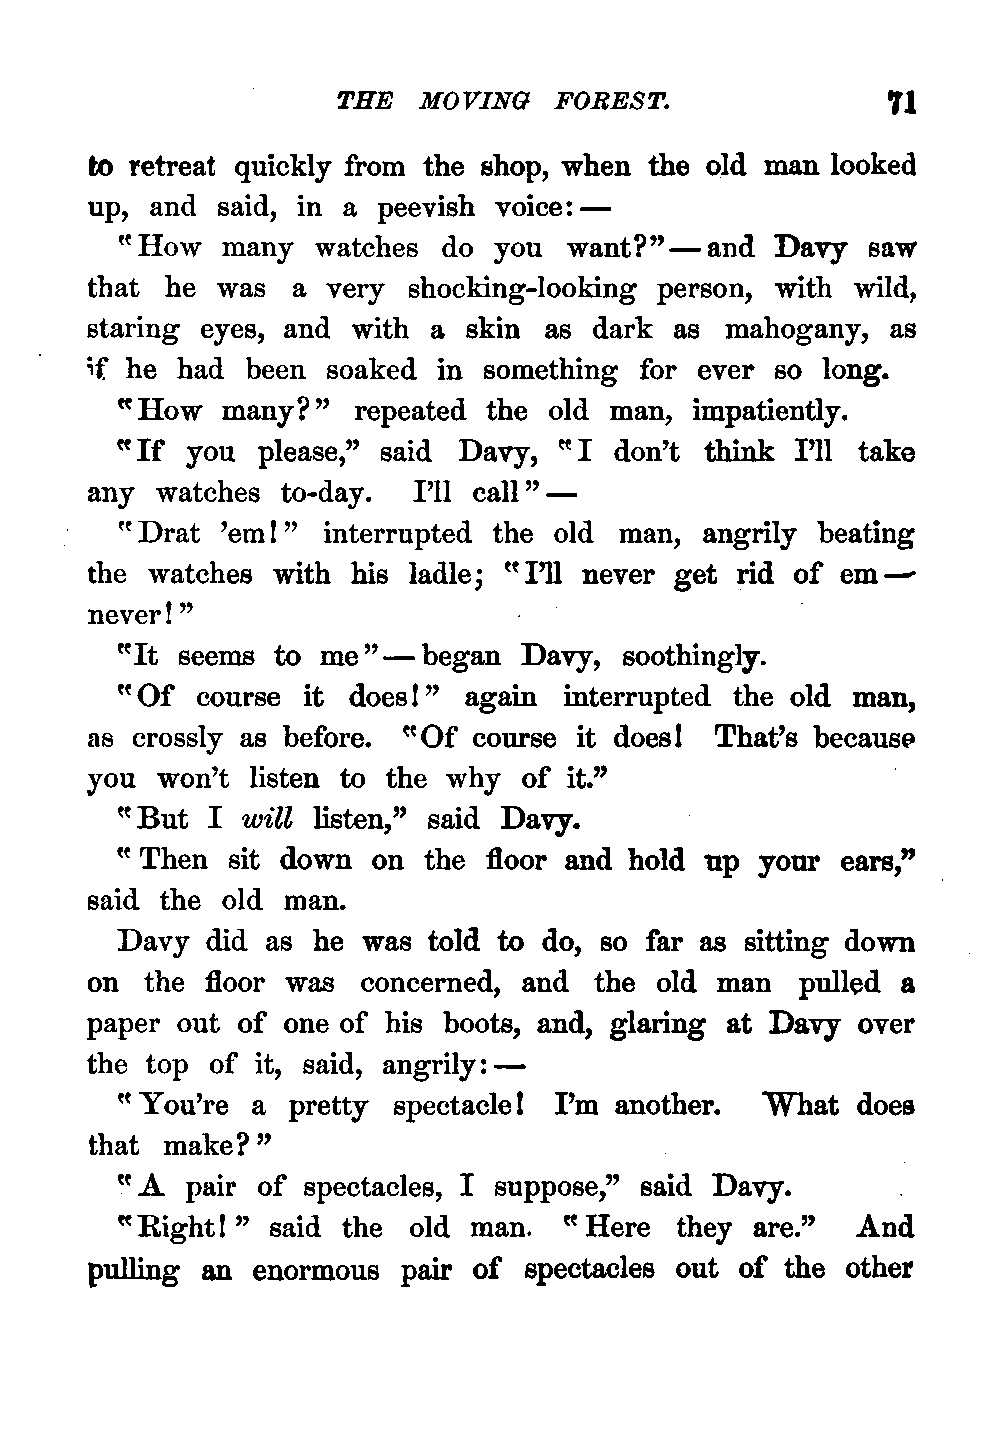 THE MOVING FOREST. 71
to retreat quickly from the shop, when the old man looked
up, and said, in a peevish voice: —
"How many watches do you want?" — and Davy saw
that he was a very shocking-looking person, with wild,
staring eyes, and with a skin as dark as mahogany, as
if he had been soaked in something for ever so long.
"How many?" repeated the old man, impatiently.
"If you please," said Davy, "I don't think I'll take
any watches to-day. I'll call" —
"Drat 'em!" interrupted the old man, angrily beating
the watches with his ladle; "I'll never get rid of em —
never!"
"It seems to me" — began Davy, soothingly.
"Of course it does!" again interrupted the old man,
as crossly as before. "Of course it does! That's because
you won't listen to the why of it."
"But I will listen," said Davy.
"Then sit down on the floor and hold up your ears,"
said the old man.
Davy did as he was told to do, so far as sitting down
on the floor was concerned, and the old man pulled a
paper out of one of his boots, and, glaring at Davy over
the top of it, said, angrily: —
"You're a pretty spectacle! I'm another. What does
that make?"
"A pair of spectacles, I suppose," said Davy.
"Right!" said the old man. "Here they are." And
pulling an enormous pair of spectacles out of the other